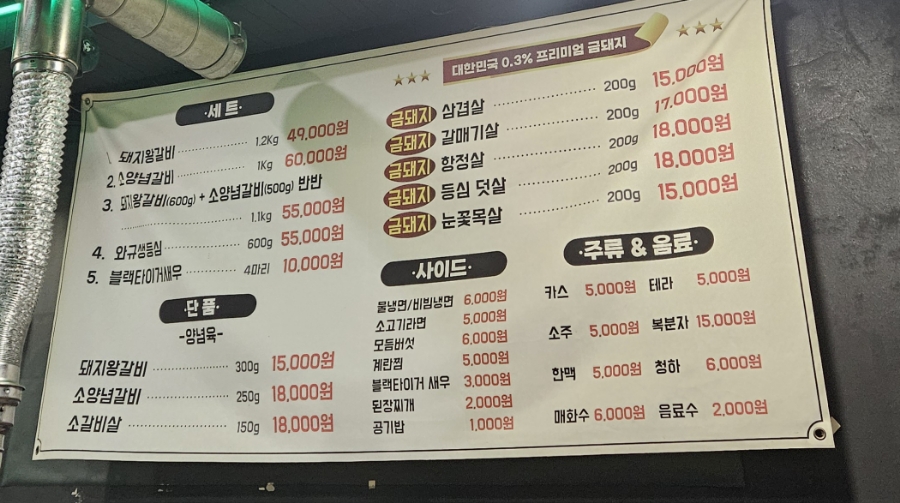 세트
1. 돼지왕갈비 1.2Kg 49,000원
2. 소양념갈비 1Kg 60,000원
3. 돼지왕갈비(600g) + 소양념갈비(500g) 반반
1.1kg 55,000원
4. 와규생등심 600g 55,000원
5. 블랙타이거새우 4마리 10,000원
단품
-양념육-
돼지왕갈비 300g 15,000원
소양념갈비 250g 18,000원
소갈비살 150g 18,000원
대한민국 0.3% 프리미엄 금돼지
금돼지 삼겹살 200g 15,000원
금돼지 갈매기살 200g 17,000원
금돼지 항정살 200g 18,000원
금돼지 등심 덧살 200g 18,000원
금돼지 눈꽃목살 200g 15,000원
·사이드·
물냉면/비빔냉면 6,000원
소고기라면 5,000원
모듬버섯 6,000원
계란찜 5,000원
블랙타이거 새우 3,000원
된장찌개 2,000원
공기밥 1,000원
·주류 & 음료·
카스 5,000원 테라 5,000원
소주 5,000원 복분자 15,000원
한맥 5,000원 청하 6,000원
매화수 6,000원 음료수 2,000원